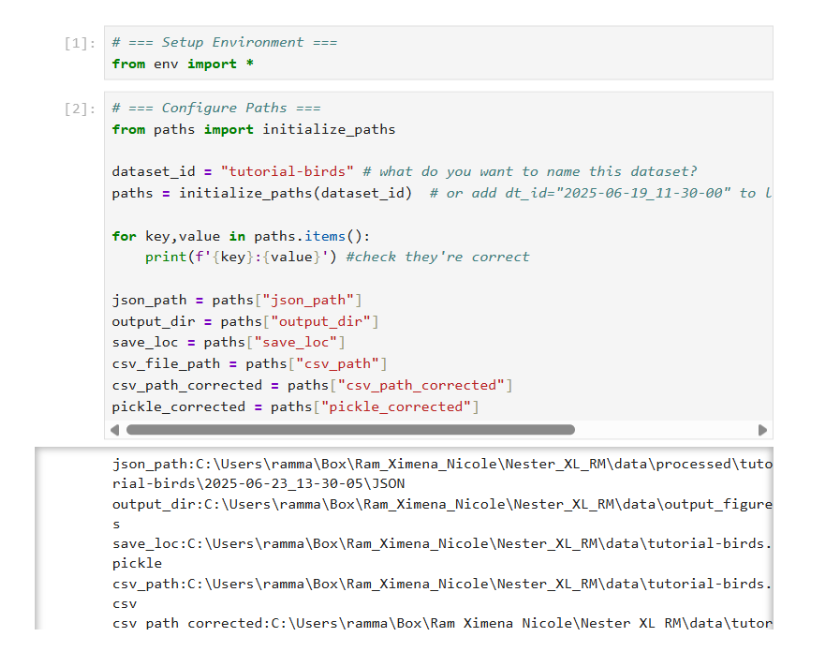 [1]: # === Setup Environment ===
from env import *
[2]: # === Configure Paths ===
from paths import initialize_paths
dataset_id = "tutorial-birds" # what do you want to name this dataset?
paths = initialize_paths(dataset_id)  # or add dt_id="2025-06-19_11-30-00" to l
for key,value in paths.items():
    print(f'{key}:{value}') #check they're correct
json_path = paths["json_path"]
output_dir = paths["output_dir"]
save_loc = paths["save_loc"]
csv_file_path = paths["csv_path"]
csv_path_corrected = paths["csv_path_corrected"]
pickle_corrected = paths["pickle_corrected"]
json_path:C:\Users\ramma\Box\Ram_Ximena_Nicole\Nester_XL_RM\data\processed\tuto
rial-birds\2025-06-23_13-30-05\JSON
output_dir:C:\Users\ramma\Box\Ram_Ximena_Nicole\Nester_XL_RM\data\output_figure
s
save_loc:C:\Users\ramma\Box\Ram_Ximena_Nicole\Nester_XL_RM\data\tutorial-birds.
pickle
csv_path:C:\Users\ramma\Box\Ram_Ximena_Nicole\Nester_XL_RM\data\tutorial-birds.
csv
csv_path_corrected:C:\Users\ramma\Box\Ram_Ximena_Nicole\Nester_XL_RM\data\tutor